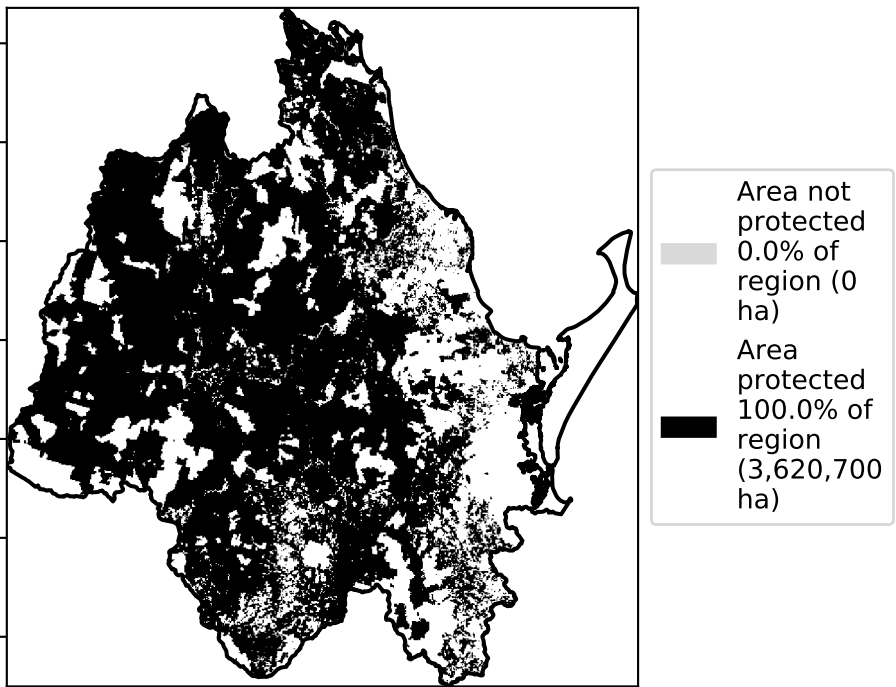 Area not
protected
0.0% of
region (0
ha)
Area
protected
100.0% of
region
(3,620,700
ha)